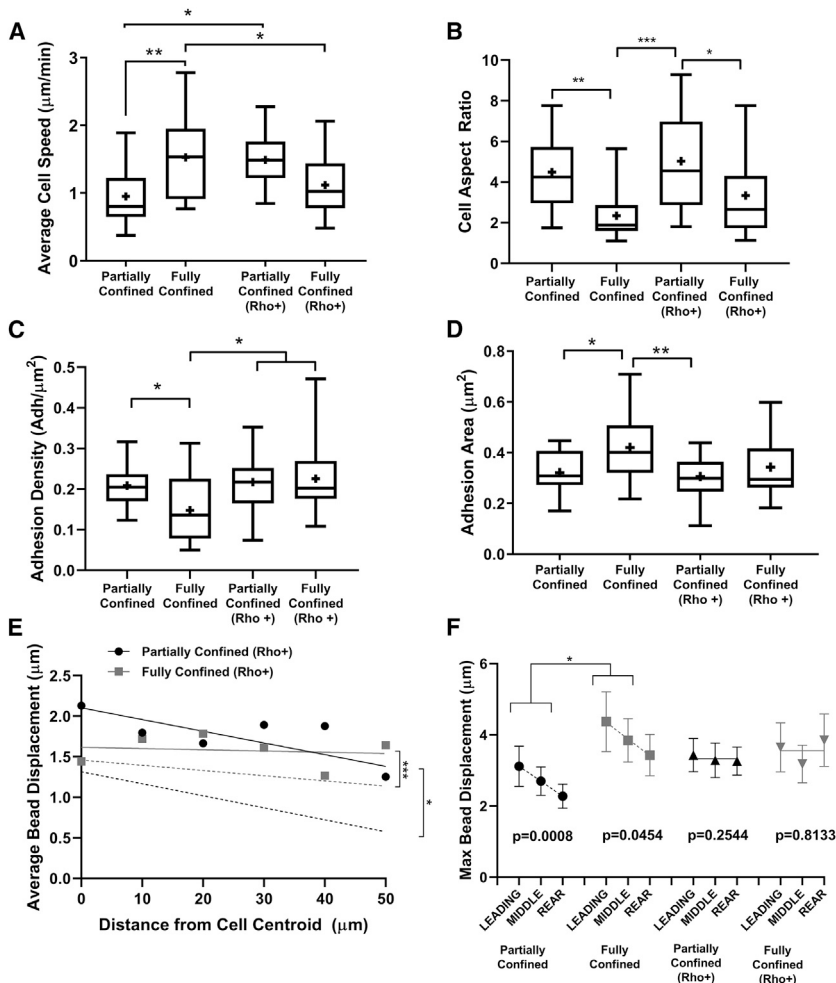 A
Average Cell Speed (μm/min)
3
2
1
0
*
**
*
Partially
Confined
Fully
Confined
Partially
Confined
(Rho+)
Fully
Confined
(Rho+)
B
Cell Aspect Ratio
10
8
6
4
2
0
**
***
*
Partially
Confined
Fully
Confined
Partially
Confined
(Rho+)
Fully
Confined
(Rho+)
C
Adhesion Density (Adh/μm²)
0.5
0.4
0.3
0.2
0.1
0.0
*
*
Partially
Confined
Fully
Confined
Partially
Confined
(Rho +)
Fully
Confined
(Rho +)
D
Adhesion Area (μm²)
0.8
0.6
0.4
0.2
0.0
*
**
Partially
Confined
Fully
Confined
Partially
Confined
(Rho +)
Fully
Confined
(Rho +)
E
Partially Confined (Rho+)
Fully Confined (Rho+)
Average Bead Displacement (μm)
2.5
2.0
1.5
1.0
0.5
0.0
***
*
0
10
20
30
40
50
Distance from Cell Centroid (μm)
F
Max Bead Displacement (μm)
6
4
2
0
*
p=0.0008
p=0.0454
p=0.2544
p=0.8133
LEADING
MIDDLE
REAR
LEADING
MIDDLE
REAR
LEADING
MIDDLE
REAR
LEADING
MIDDLE
REAR
Partially
Confined
Fully
Confined
Partially
Confined
(Rho+)
Fully
Confined
(Rho+)